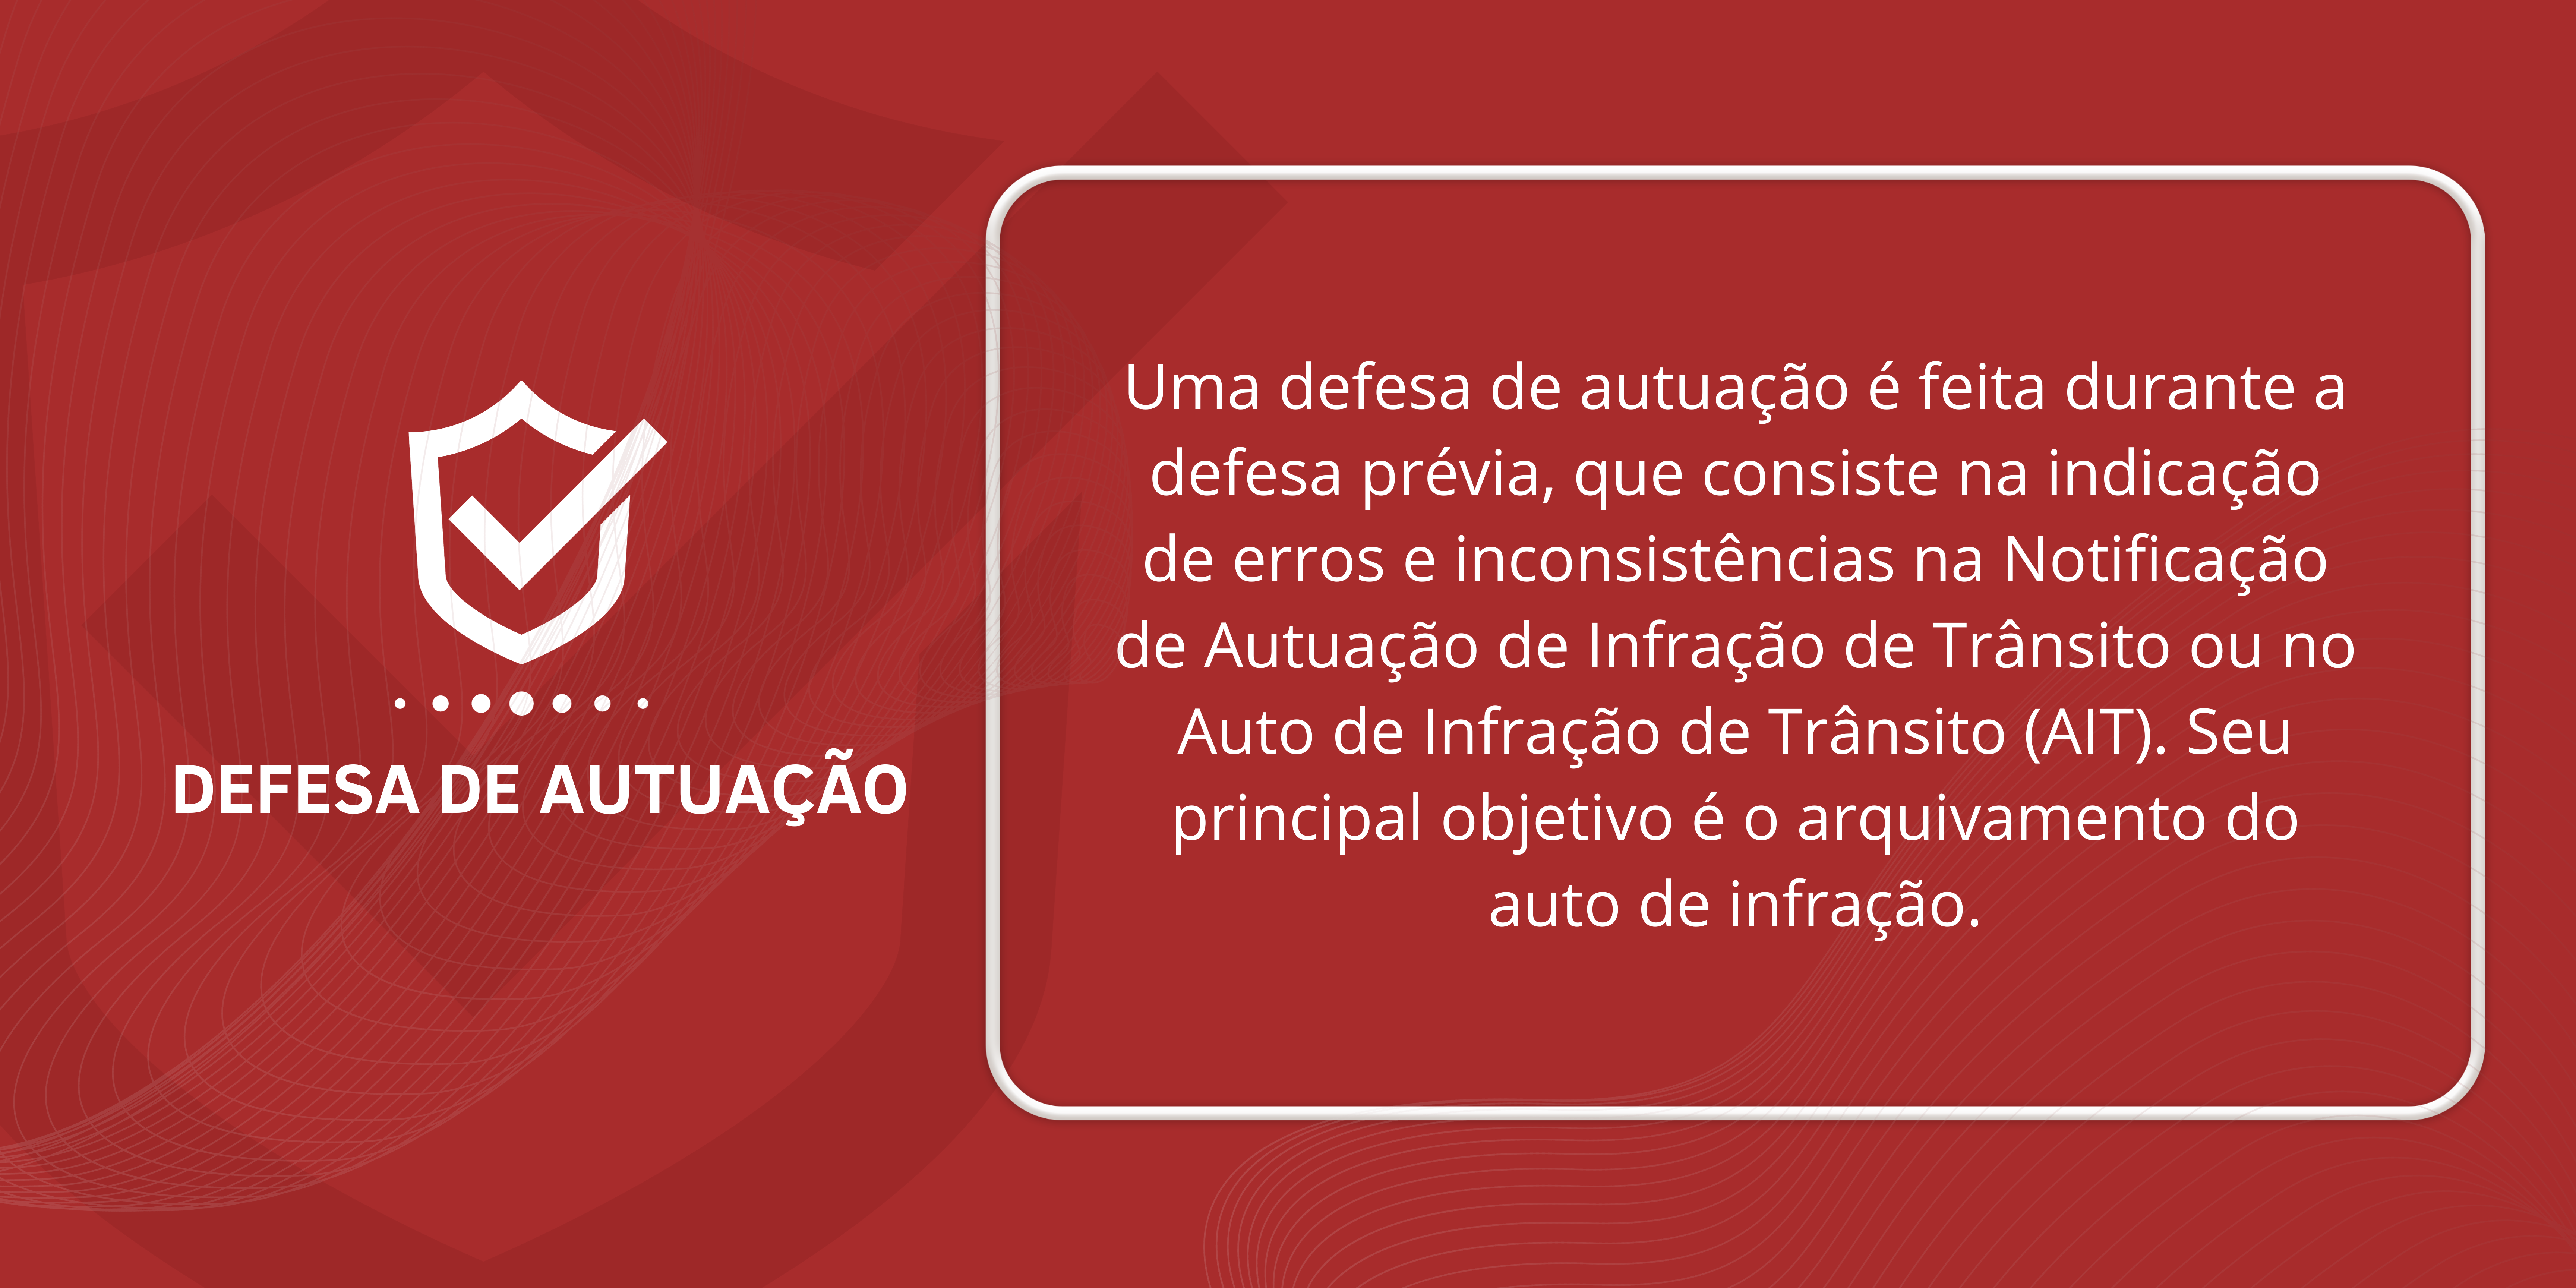 DEFESA DE AUTUAÇÃO
Uma defesa de autuação é feita durante a
defesa prévia, que consiste na indicação
de erros e inconsistências na Notificação
de Autuação de Infração de Trânsito ou no
Auto de Infração de Trânsito (AIT). Seu
principal objetivo é o arquivamento do
auto de infração.